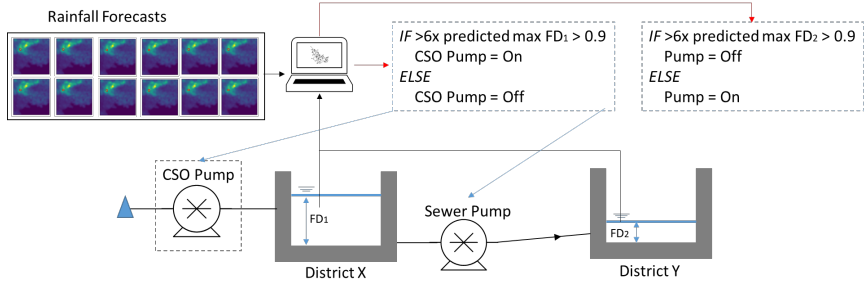 Rainfall Forecasts
IF >6x predicted max FD₁ > 0.9
CSO Pump = On
ELSE
CSO Pump = Off
IF >6x predicted max FD₂ > 0.9
Pump = Off
ELSE
Pump = On
CSO Pump
FD₁
Sewer Pump
FD₂
District X
District Y